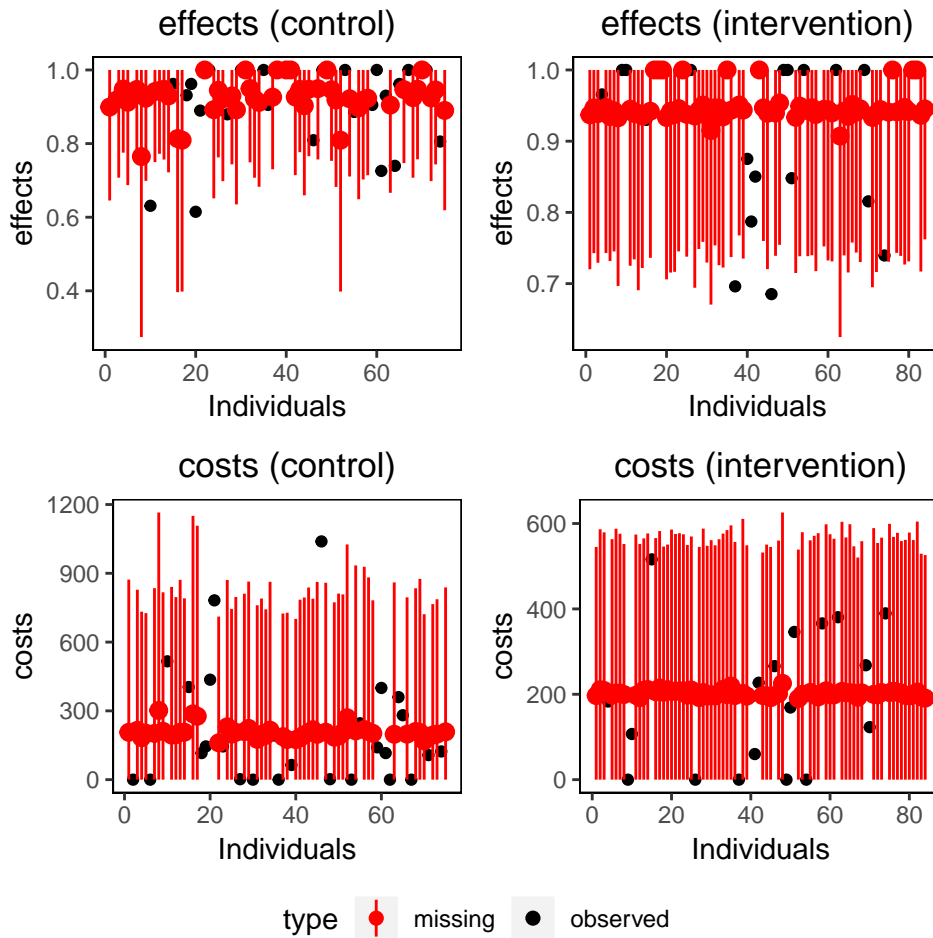 effects (control)
effects
1.0
0.8
0.6
0.4
0
20
40
60
Individuals
effects (intervention)
effects
1.0
0.9
0.8
0.7
0
20
40
60
80
Individuals
costs (control)
costs
1200
900
600
300
0
0
20
40
60
Individuals
costs (intervention)
costs
600
400
200
0
0
20
40
60
80
Individuals
type missing observed